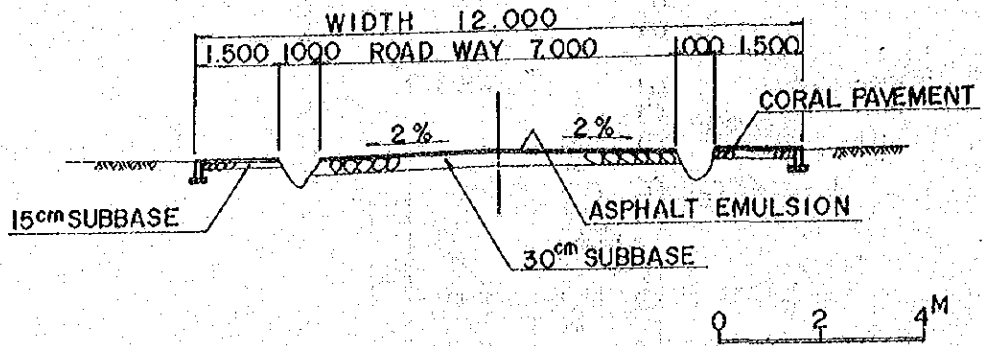 WIDTH 12.000
1.500 1000 ROAD WAY 7.000 1000 1.500
CORAL PAVEMENT
2% 2%
15cm SUBBASE
ASPHALT EMULSION
30cm SUBBASE
0 2 4M